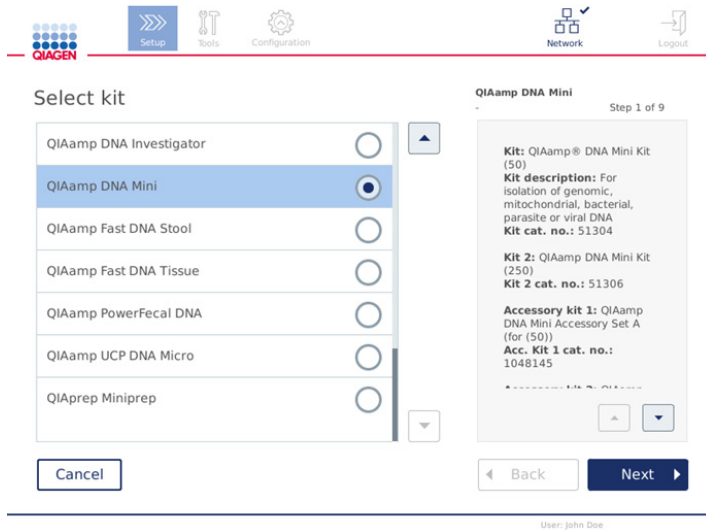 QIAGEN
Setup
Tools
Configuration
Network
Logout
Select kit
QIAamp DNA Investigator
QIAamp DNA Mini
QIAamp Fast DNA Stool
QIAamp Fast DNA Tissue
QIAamp PowerFecal DNA
QIAamp UCP DNA Micro
QIAprep Miniprep
QIAamp DNA Mini
-
Step 1 of 9
Kit: QIAamp® DNA Mini Kit
(50)
Kit description: For
isolation of genomic,
mitochondrial, bacterial,
parasite or viral DNA
Kit cat. no.: 51304
Kit 2: QIAamp DNA Mini Kit
(250)
Kit 2 cat. no.: 51306
Accessory kit 1: QIAamp
DNA Mini Accessory Set A
(for (50))
Acc. Kit 1 cat. no.:
1048145
Cancel
Back
Next
User: John Doe